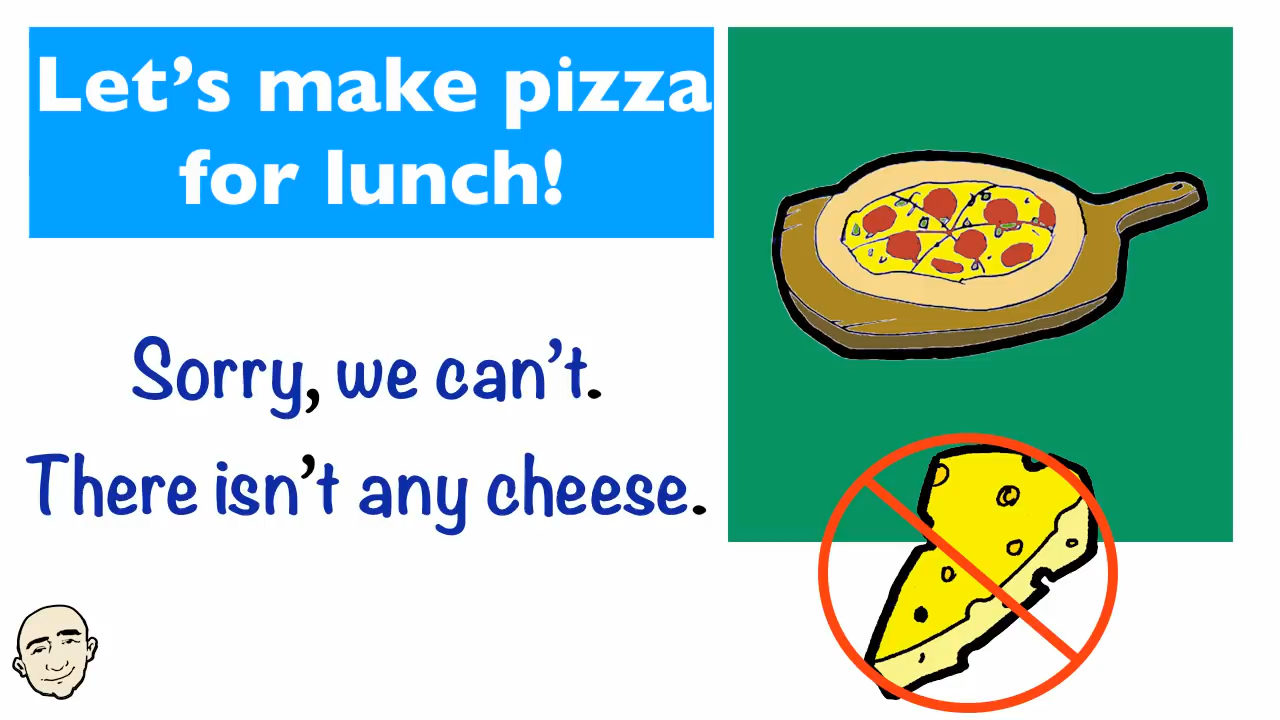 Let’s make pizza
for lunch!
Sorry, we can’t.
There isn’t any cheese.